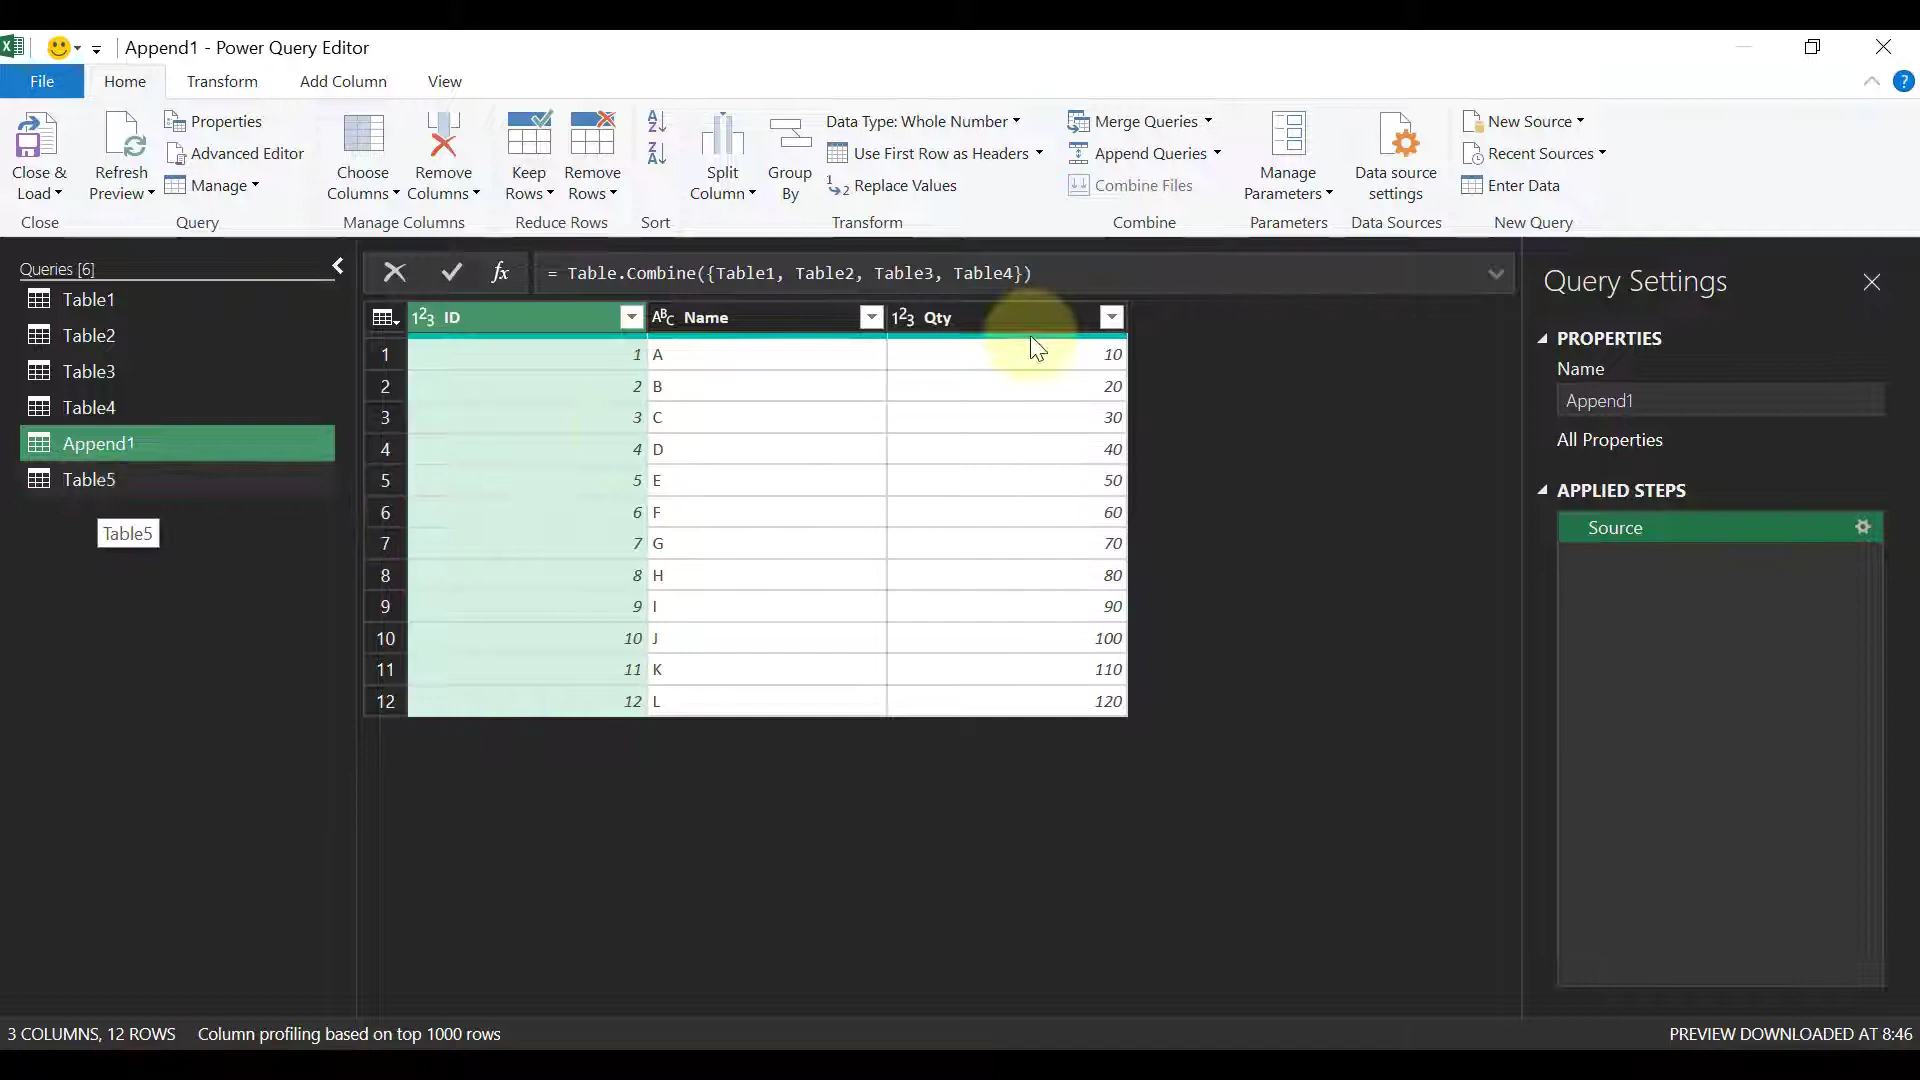 Append1 - Power Query Editor
File
Home
Transform
Add Column
View
Close & Load
Refresh Preview
Properties
Advanced Editor
Manage
Choose Columns
Remove Columns
Keep Rows
Remove Rows
Split Column
Group By
Data Type: Whole Number
Use First Row as Headers
Replace Values
Merge Queries
Append Queries
Combine Files
Manage Parameters
Data source settings
New Source
Recent Sources
Enter Data
Close
Query
Manage Columns
Reduce Rows
Sort
Transform
Combine
Parameters
Data Sources
New Query
Queries [6]
Table1
Table2
Table3
Table4
Append1
Table5
Table5
fx
= Table.Combine({Table1, Table2, Table3, Table4})
123 ID ABC Name 123 Qty
1 1 A 10
2 2 B 20
3 3 C 30
4 4 D 40
5 5 E 50
6 6 F 60
7 7 G 70
8 8 H 80
9 9 I 90
10 10 J 100
11 11 K 110
12 12 L 120
Query Settings
PROPERTIES
Name
Append1
All Properties
APPLIED STEPS
Source
3 COLUMNS, 12 ROWS
Column profiling based on top 1000 rows
PREVIEW DOWNLOADED AT 8:46